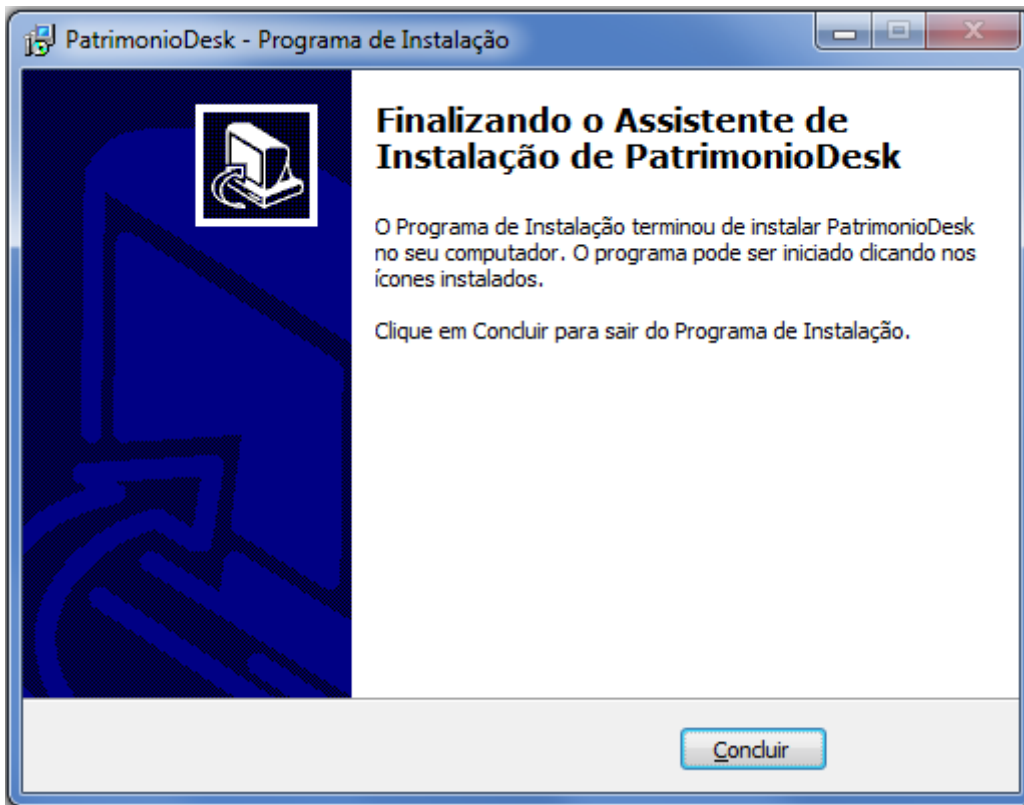 PatrimonioDesk - Programa de Instalação
Finalizando o Assistente de
Instalação de PatrimonioDesk
O Programa de Instalação terminou de instalar PatrimonioDesk
no seu computador. O programa pode ser iniciado clicando nos
ícones instalados.
Clique em Concluir para sair do Programa de Instalação.
Concluir